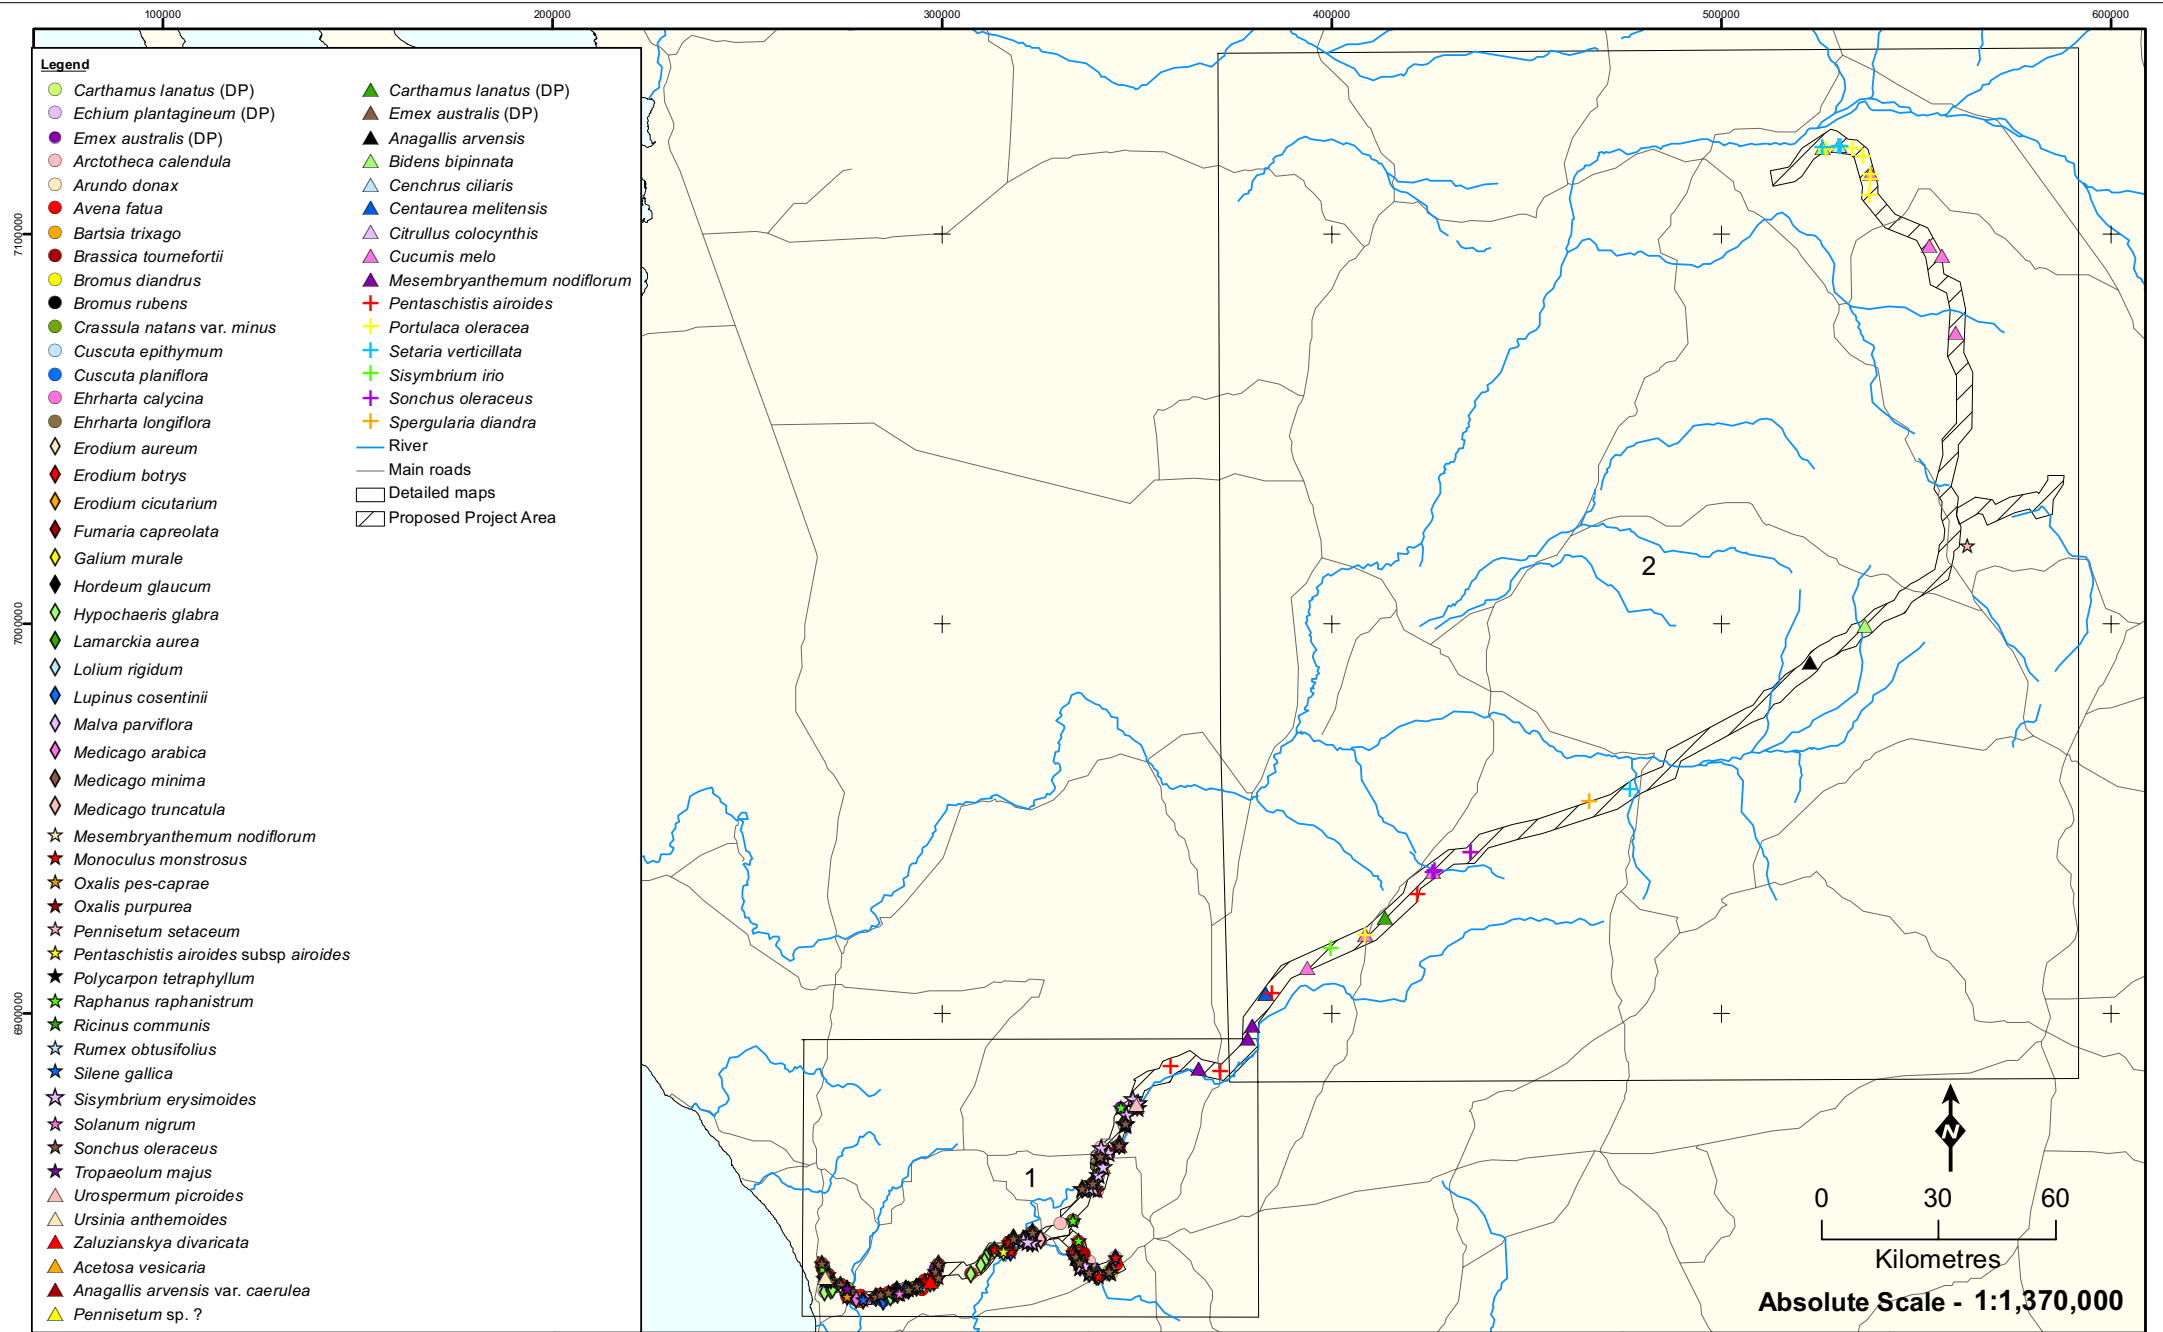 100000 200000 300000 400000 500000 600000
7100000
7000000
6900000
Legend
Carthamus lanatus (DP)
Echium plantagineum (DP)
Emex australis (DP)
Arctotheca calendula
Arundo donax
Avena fatua
Bartsia trixago
Brassica tournefortii
Bromus diandrus
Bromus rubens
Crassula natans var. minus
Cuscuta epithymum
Cuscuta planiflora
Ehrharta calycina
Ehrharta longiflora
Erodium aureum
Erodium botrys
Erodium cicutarium
Fumaria capreolata
Galium murale
Hordeum glaucum
Hypochaeris glabra
Lamarckia aurea
Lolium rigidum
Lupinus cosentinii
Malva parviflora
Medicago arabica
Medicago minima
Medicago truncatula
Mesembryanthemum nodiflorum
Monoculus monstrosus
Oxalis pes-caprae
Oxalis purpurea
Pennisetum setaceum
Pentaschistis airoides subsp airoides
Polycarpon tetraphyllum
Raphanus raphanistrum
Ricinus communis
Rumex obtusifolius
Silene gallica
Sisymbrium erysimoides
Solanum nigrum
Sonchus oleraceus
Tropaeolum majus
Urospermum picroides
Ursinia anthemoides
Zaluzianskya divaricata
Acetosa vesicaria
Anagallis arvensis var. caerulea
Pennisetum sp. ?
Carthamus lanatus (DP)
Emex australis (DP)
Anagallis arvensis
Bidens bipinnata
Cenchrus ciliaris
Centaurea melitensis
Citrullus colocynthis
Cucumis melo
Mesembryanthemum nodiflorum
Pentaschistis airoides
Portulaca oleracea
Setaria verticillata
Sisymbrium irio
Sonchus oleraceus
Spergularia diandra
River
Main roads
Detailed maps
Proposed Project Area
2
1
N
0 30 60
Kilometres
Absolute Scale - 1:1,370,000